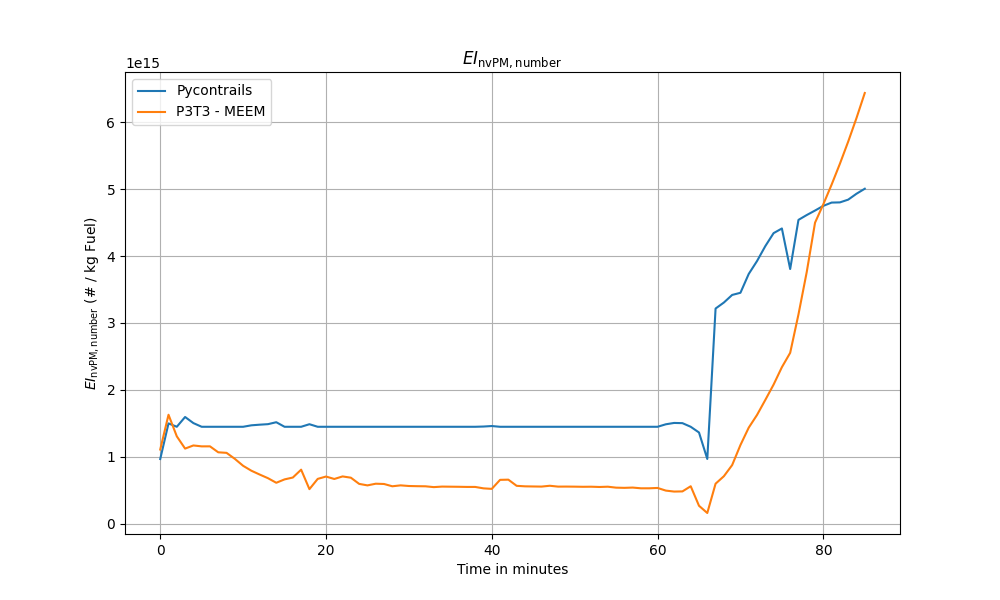 EI_nvPM, number
1e15
Pycontrails
P3T3 - MEEM
EI_nvPM, number (# / kg Fuel)
6
5
4
3
2
1
0
0 20 40 60 80
Time in minutes